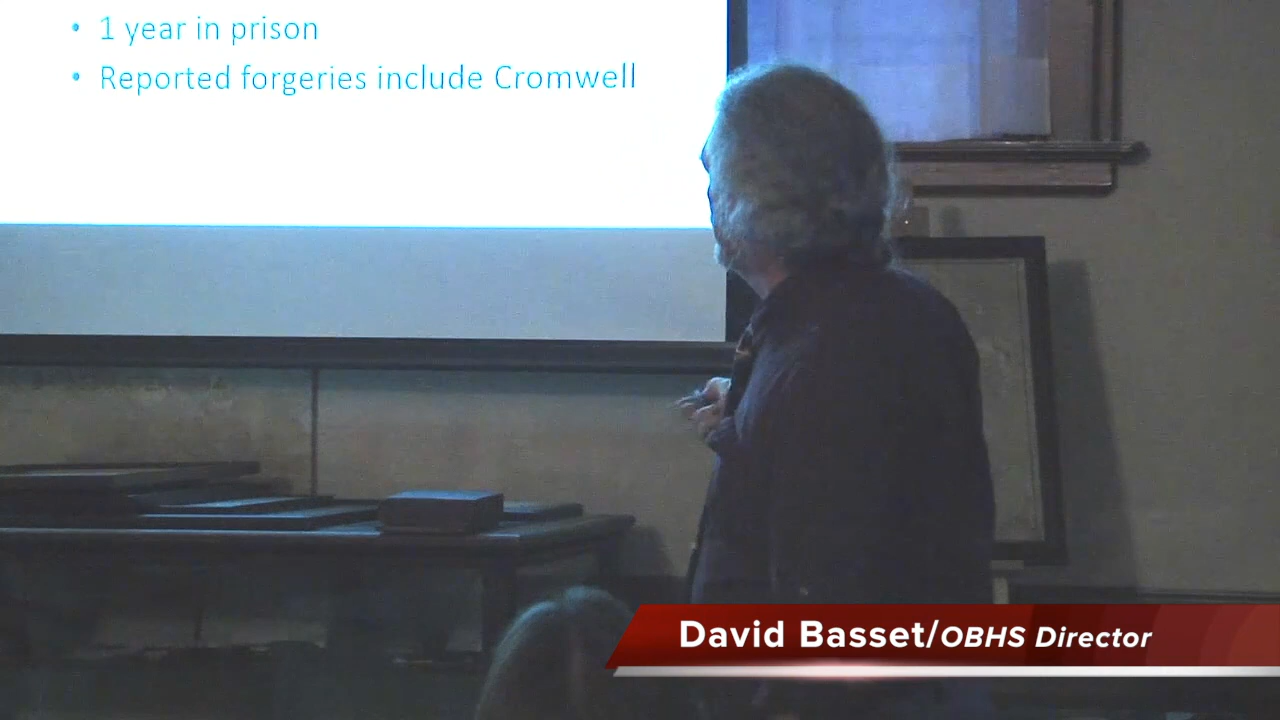 • 1 year in prison
• Reported forgeries include Cromwell
David Basset/OBHS Director